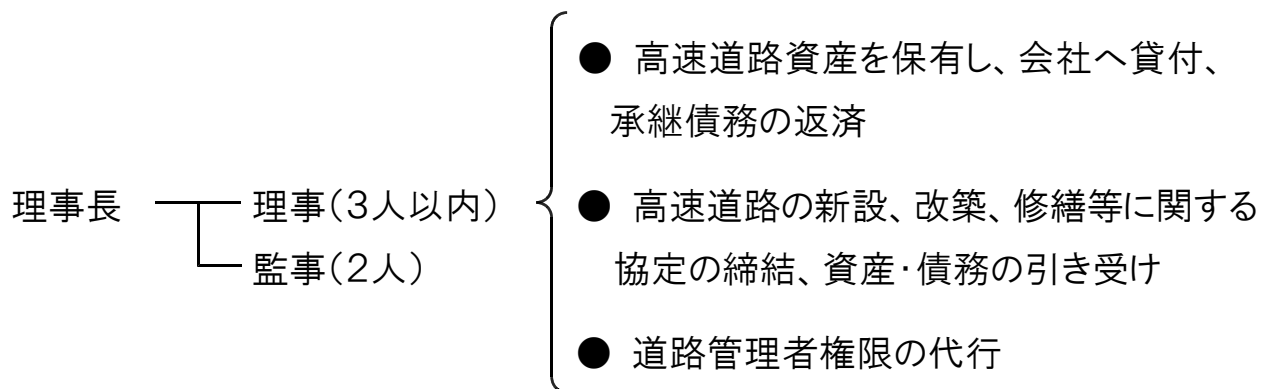 理事長
理事（3人以内）
監事（2人）
● 高速道路資産を保有し、会社へ貸付、
承継債務の返済
● 高速道路の新設、改築、修繕等に関する
協定の締結、資産・債務の引き受け
● 道路管理者権限の代行